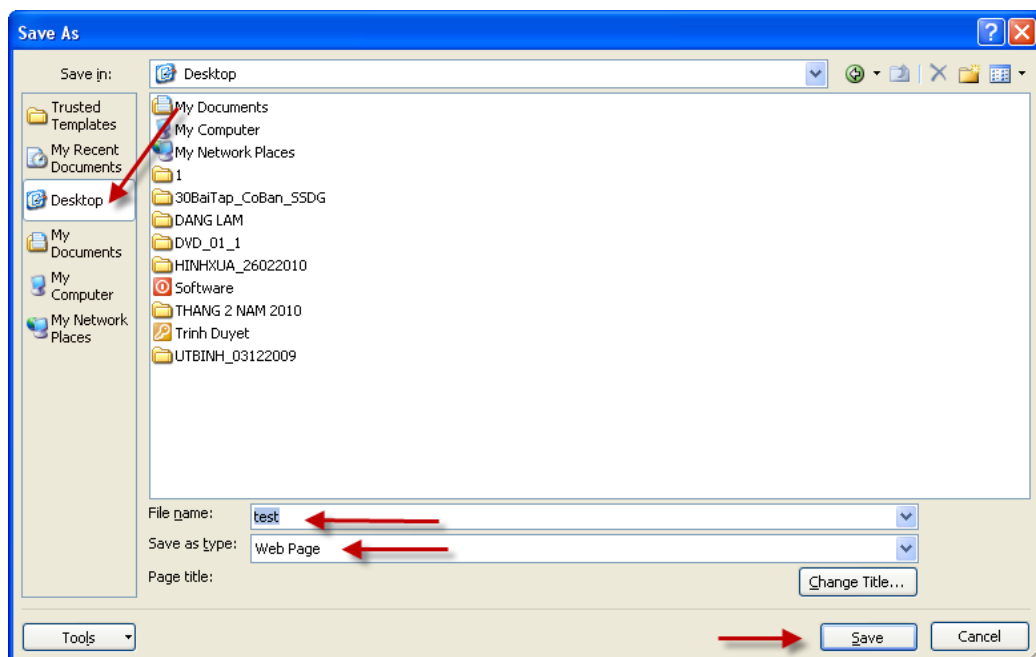 Save As
Save in:
Desktop
Trusted
Templates
My Recent
Documents
Desktop
My
Documents
My
Computer
My Network
Places
My Documents
My Computer
My Network Places
1
30BaiTap_CoBan_SSDG
DANG LAM
DVD_01_1
HINHXUA_26022010
Software
THANG 2 NAM 2010
Trinh Duyet
UTBINH_03122009
File name:
test
Save as type:
Web Page
Page title:
Change Title...
Tools
Save
Cancel